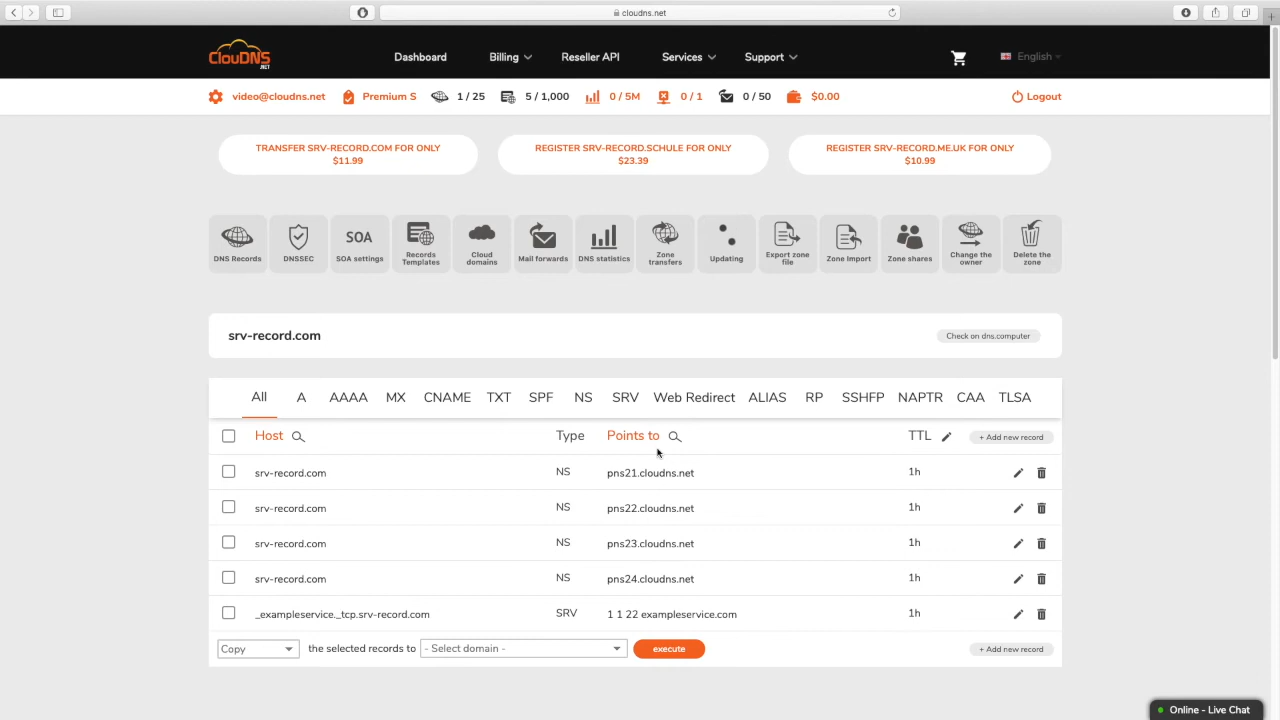 cloudns.net
ClouDNS
.NET
Dashboard Billing Reseller API Services Support English
video@cloudns.net Premium S 1 / 25 5 / 1,000 0 / 5M 0 / 1 0 / 50 $0.00 Logout
TRANSFER SRV-RECORD.COM FOR ONLY
$11.99
REGISTER SRV-RECORD.SCHULE FOR ONLY
$23.39
REGISTER SRV-RECORD.ME.UK FOR ONLY
$10.99
DNS Records
DNSSEC
SOA
SOA settings
Records
Templates
Cloud
domains
Mail forwards
DNS statistics
Zone
transfers
Updating
Export zone
file
Zone Import
Zone shares
Change the
owner
Delete the
zone
srv-record.com Check on dns.computer
All A AAAA MX CNAME TXT SPF NS SRV Web Redirect ALIAS RP SSHFP NAPTR CAA TLSA
Host Type Points to TTL + Add new record
srv-record.com NS pns21.cloudns.net 1h
srv-record.com NS pns22.cloudns.net 1h
srv-record.com NS pns23.cloudns.net 1h
srv-record.com NS pns24.cloudns.net 1h
_exampleservice._tcp.srv-record.com SRV 1 1 22 exampleservice.com 1h
Copy the selected records to - Select domain - execute + Add new record
Online - Live Chat